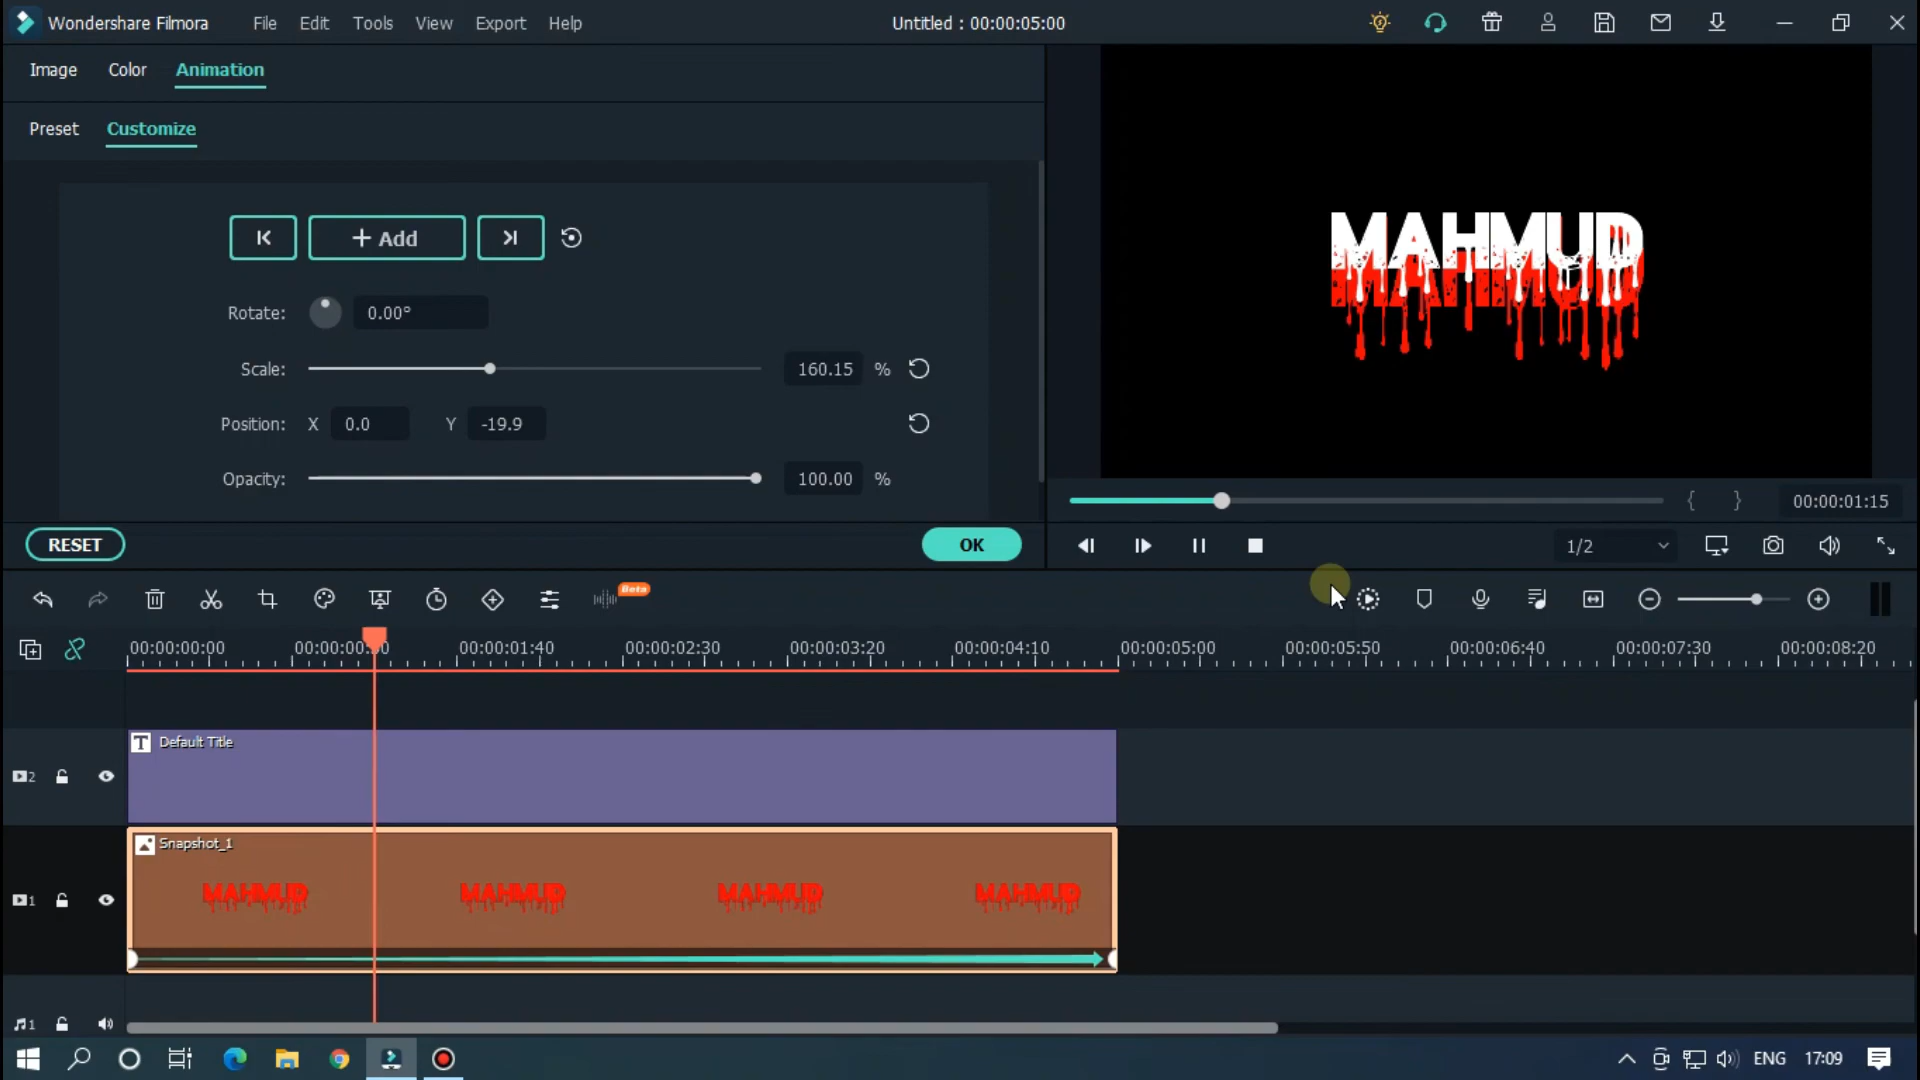 Wondershare Filmora File Edit Tools View Export Help Untitled : 00:00:05:00
Image Color Animation
Preset Customize
+ Add
Rotate: 0.00°
Scale: 160.15 %
Position: X 0.0 Y -19.9
Opacity: 100.00 %
RESET OK
MAHMUD
MAHMUD
{ } 00:00:01:15
1/2
Beta
00:00:00:00 00:00:00: 00:00:01:40 00:00:02:30 00:00:03:20 00:00:04:10 00:00:05:00 00:00:05:50 00:00:06:40 00:00:07:30 00:00:08:20
T Default Title
2
Snapshot_1
MAHMUD MAHMUD MAHMUD MAHMUD
1
1
ENG 17:09